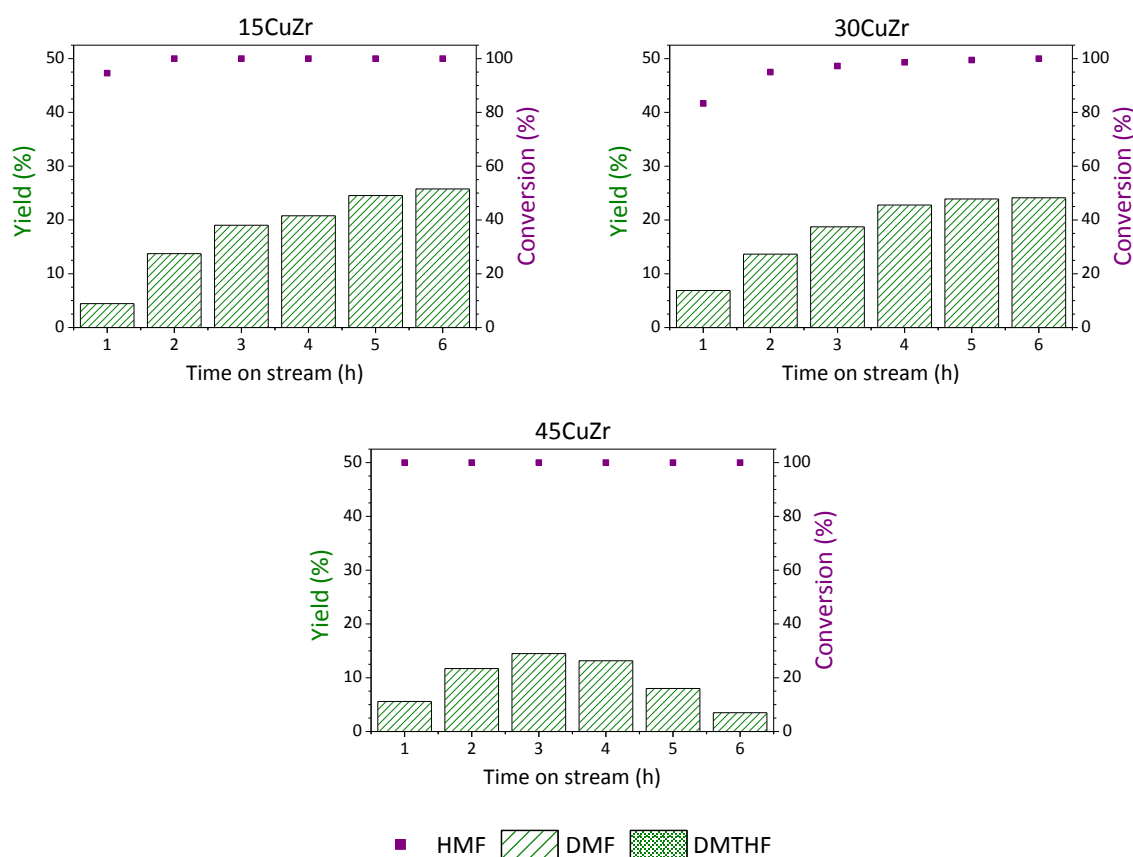 15CuZr
50
40
30
20
10
0
Yield (%)
100
80
60
40
20
0
Conversion (%)
1 2 3 4 5 6
Time on stream (h)
30CuZr
50
40
30
20
10
0
Yield (%)
100
80
60
40
20
0
Conversion (%)
1 2 3 4 5 6
Time on stream (h)
45CuZr
50
40
30
20
10
0
Yield (%)
100
80
60
40
20
0
Conversion (%)
1 2 3 4 5 6
Time on stream (h)
HMF DMF DMTHF